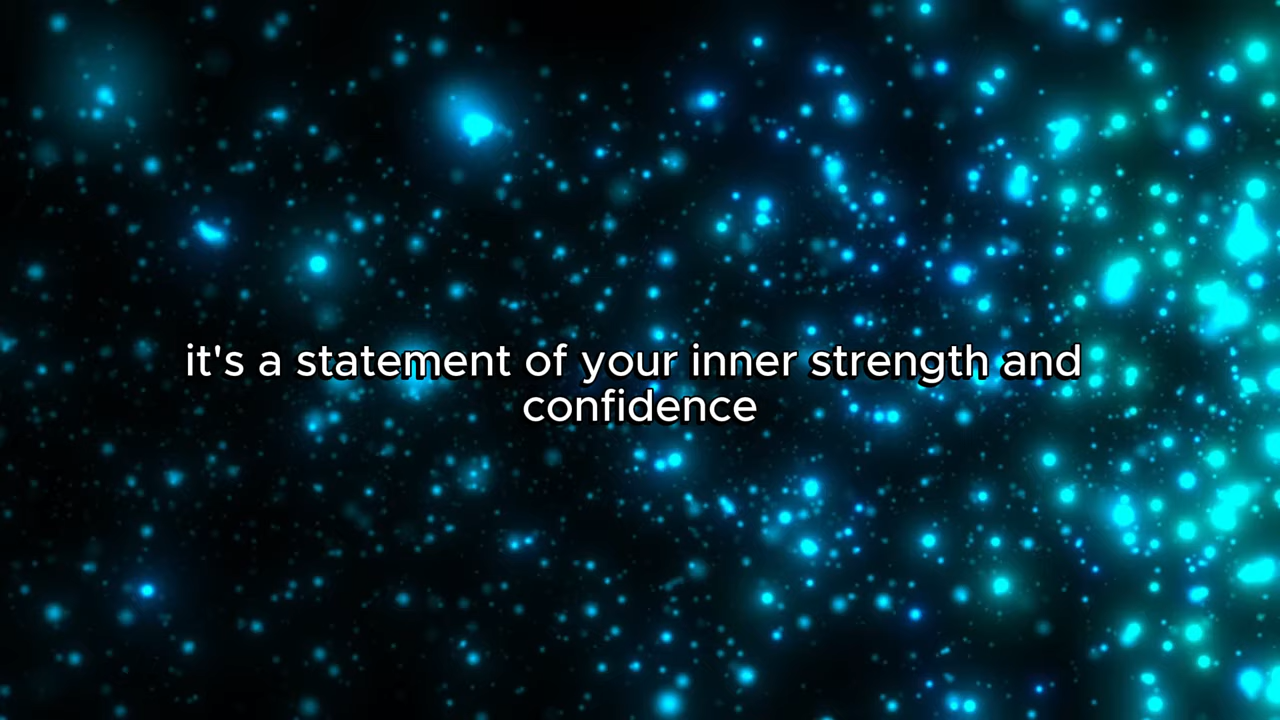 it's a statement of your inner strength and
confidence